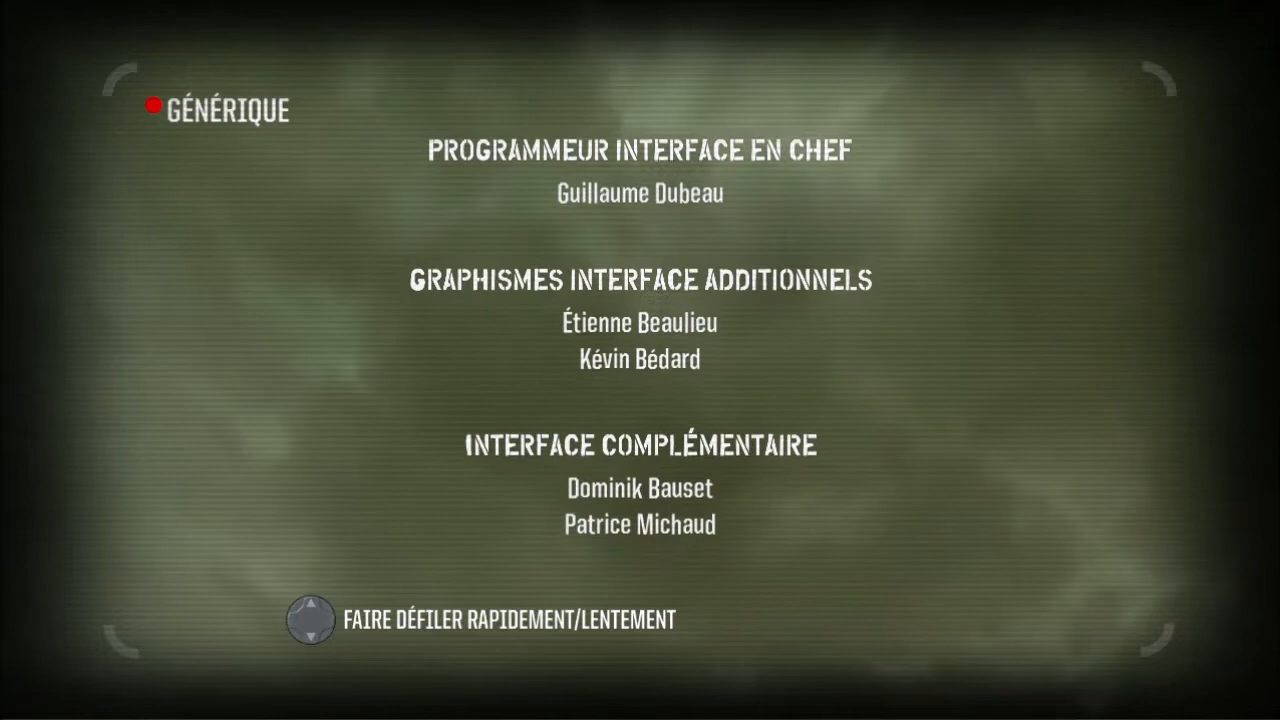 GÉNÉRIQUE
PROGRAMMEUR INTERFACE EN CHEF
Guillaume Dubeau
GRAPHISMES INTERFACE ADDITIONNELS
Étienne Beaulieu
Kévin Bédard
INTERFACE COMPLÉMENTAIRE
Dominik Bauset
Patrice Michaud
FAIRE DÉFILER RAPIDEMENT/LENTEMENT